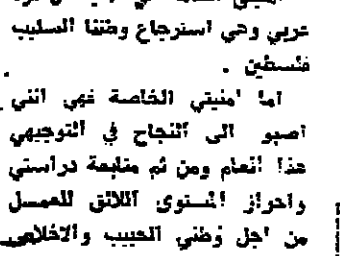 عربي وهي استرجاع وطننا السليب
فلسطين .
اما امنيتي الخاصة فهي انني
اصبو الى النجاح في التوجيهي
هذا العام ومن ثم متابعة دراستي
واحراز المستوى اللائق للعمل
من اجل وطني الحبيب والاخلاص